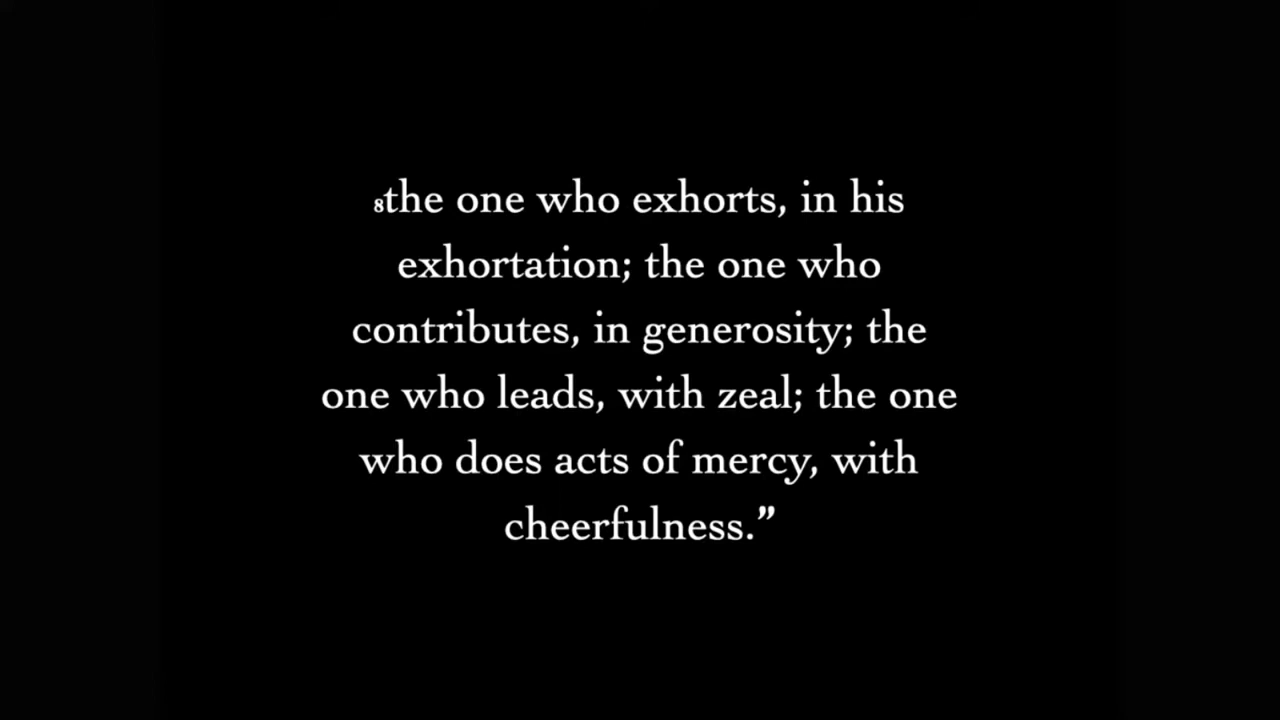 8the one who exhorts, in his
exhortation; the one who
contributes, in generosity; the
one who leads, with zeal; the one
who does acts of mercy, with
cheerfulness.”